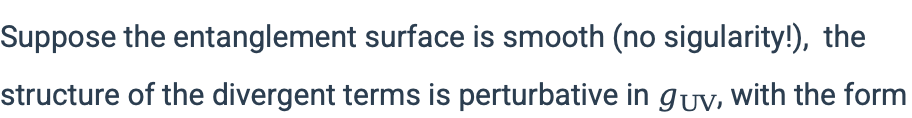 Suppose the entanglement surface is smooth (no sigularity!), the
structure of the divergent terms is perturbative in g_UV, with the form